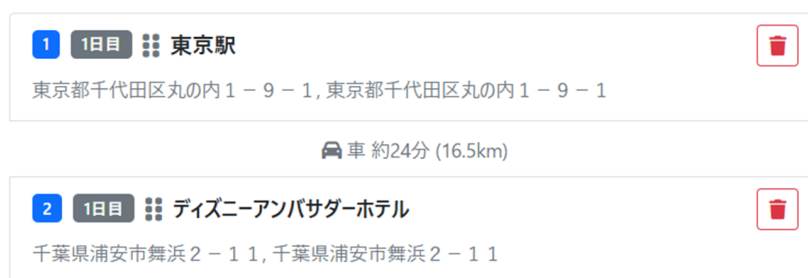 1 1日目 東京駅
東京都千代田区丸の内１－９－１, 東京都千代田区丸の内１－９－１
車 約24分 (16.5km)
2 1日目 ディズニーアンバサダーホテル
千葉県浦安市舞浜２－１１, 千葉県浦安市舞浜２－１１